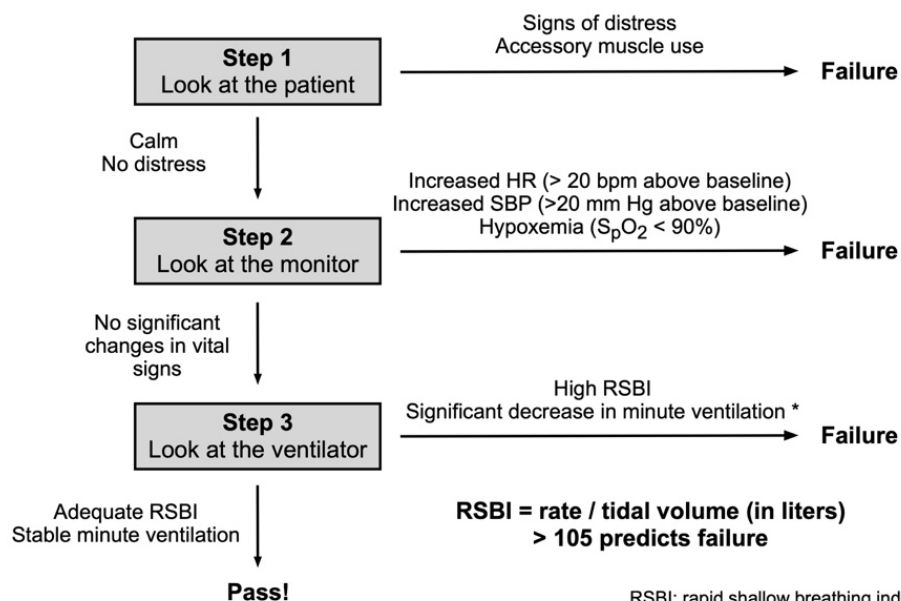 Step 1
Look at the patient
Signs of distress
Accessory muscle use
Failure
Calm
No distress
Step 2
Look at the monitor
Increased HR (> 20 bpm above baseline)
Increased SBP (>20 mm Hg above baseline)
Hypoxemia (SpO2 < 90%)
Failure
No significant
changes in vital
signs
Step 3
Look at the ventilator
High RSBI
Significant decrease in minute ventilation *
Failure
Adequate RSBI
Stable minute ventilation
RSBI = rate / tidal volume (in liters)
> 105 predicts failure
Pass!
RSBI: rapid shallow breathing ind